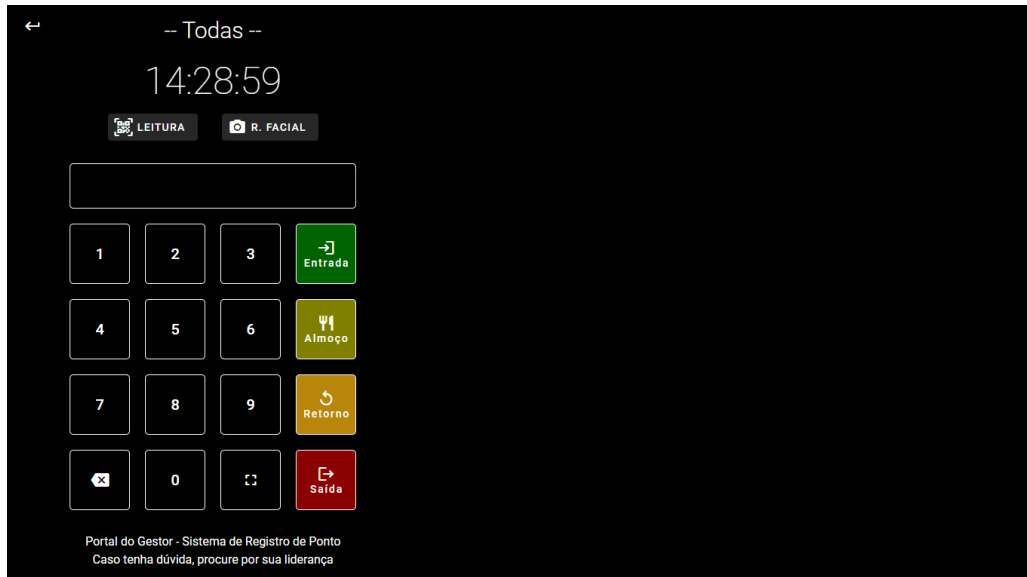 -- Todas --
14:28:59
LEITURA
R. FACIAL
1
2
3
Entrada
4
5
6
Almoço
7
8
9
Retorno
0
Saída
Portal do Gestor - Sistema de Registro de Ponto
Caso tenha dúvida, procure por sua liderança